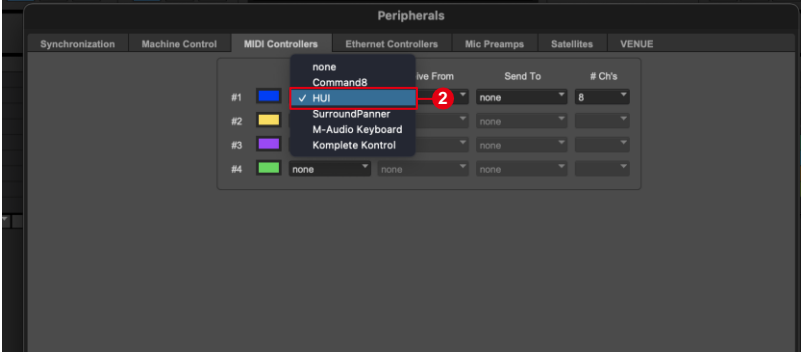 Peripherals
Synchronization Machine Control MIDI Controllers Ethernet Controllers Mic Preamps Satellites VENUE
none
ive From Send To # Ch's
Command8
#1 ✓ HUI 2 none 8
SurroundPanner
#2 none
M-Audio Keyboard
#3 Komplete Kontrol none
#4 none none none